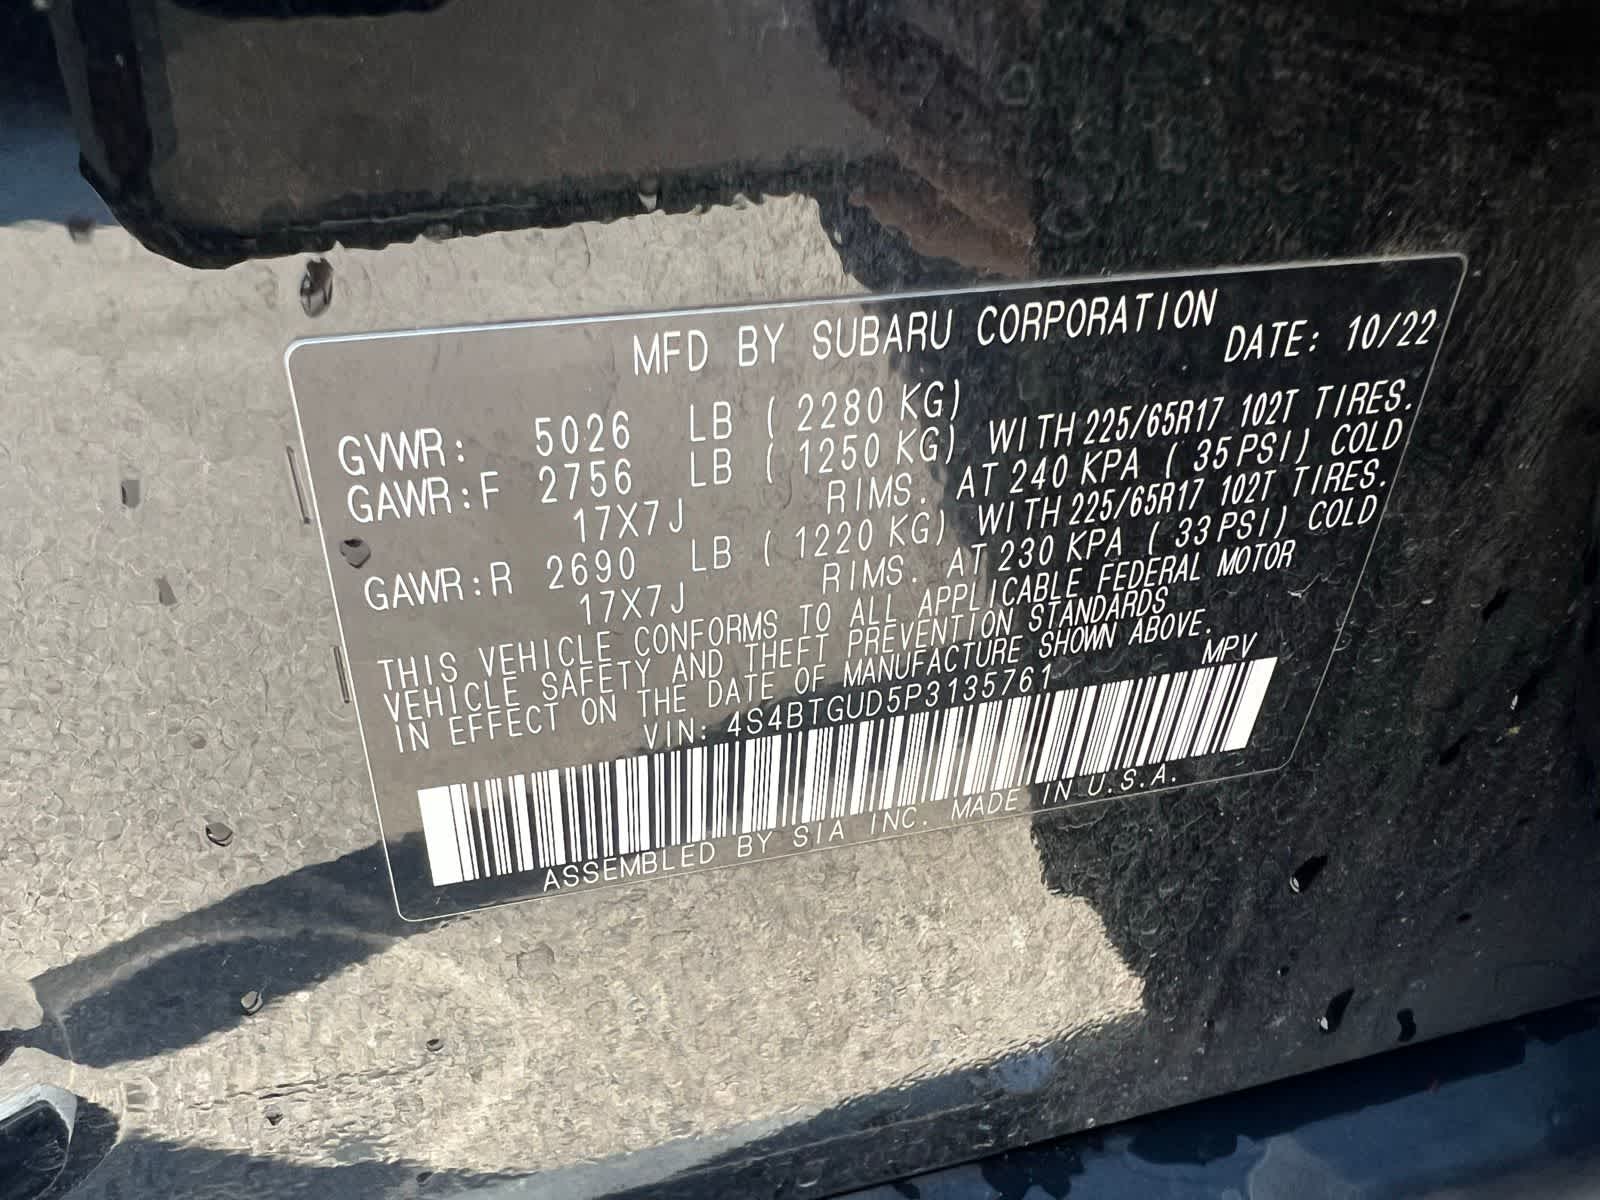 MFD BY SUBARU CORPORATION
DATE: 10/22
GVWR: 5026 LB ( 2280 KG)
GAWR:F 2756 LB ( 1250 KG) WITH 225/65R17 102T TIRES.
17X7J RIMS. AT 240 KPA ( 35 PSI) COLD
GAWR:R 2690 LB ( 1220 KG) WITH 225/65R17 102T TIRES.
17X7J RIMS. AT 230 KPA ( 33 PSI) COLD
THIS VEHICLE CONFORMS TO ALL APPLICABLE FEDERAL MOTOR
VEHICLE SAFETY AND THEFT PREVENTION STANDARDS
IN EFFECT ON THE DATE OF MANUFACTURE SHOWN ABOVE.
VIN: 4S4BTGUD5P3135761 MPV
ASSEMBLED BY SIA INC. MADE IN U.S.A.